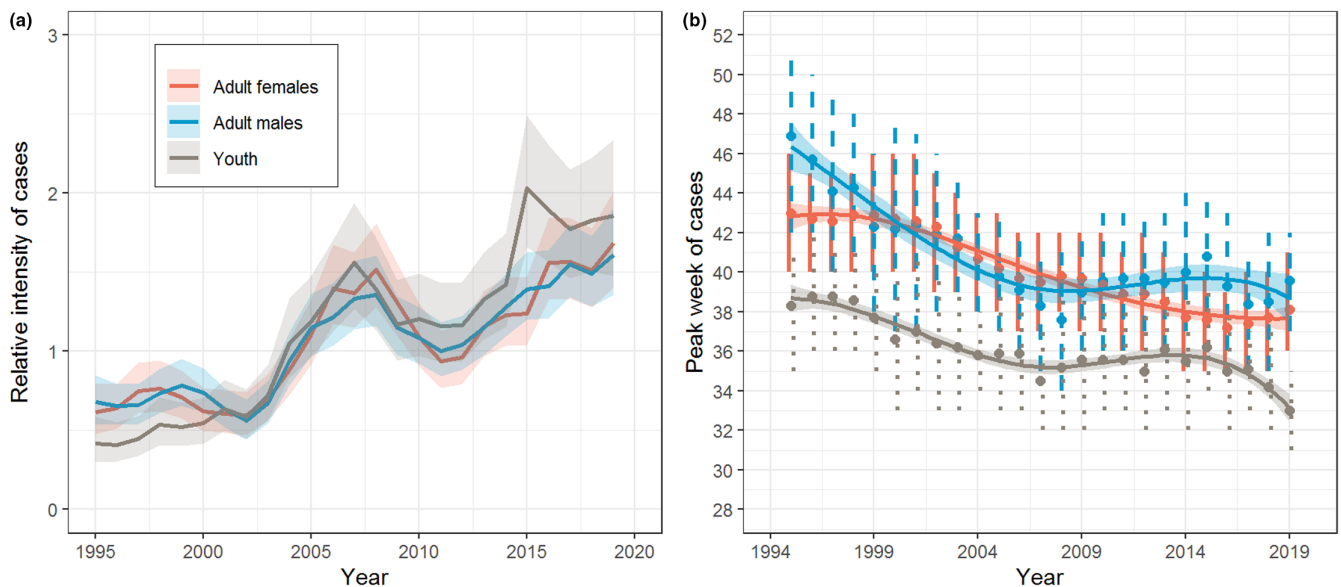 (a)
Relative intensity of cases
3
2
1
0
Adult females
Adult males
Youth
1995 2000 2005 2010 2015 2020
Year
(b)
Peak week of cases
52
50
48
46
44
42
40
38
36
34
32
30
28
1994 1999 2004 2009 2014 2019
Year